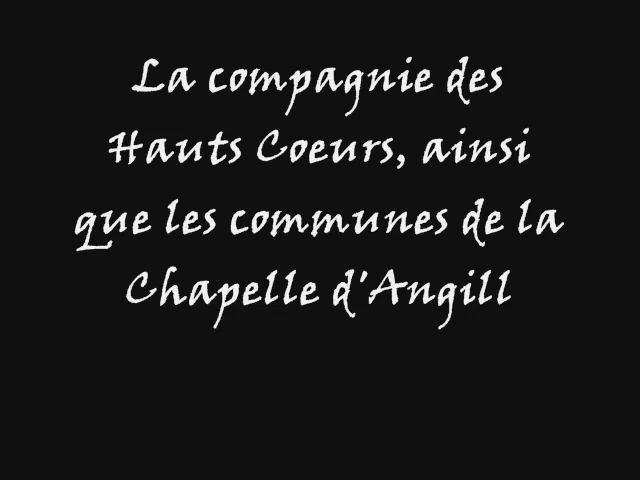 La compagnie des
Hauts Coeurs, ainsi
que les communes de la
Chapelle d'Angill